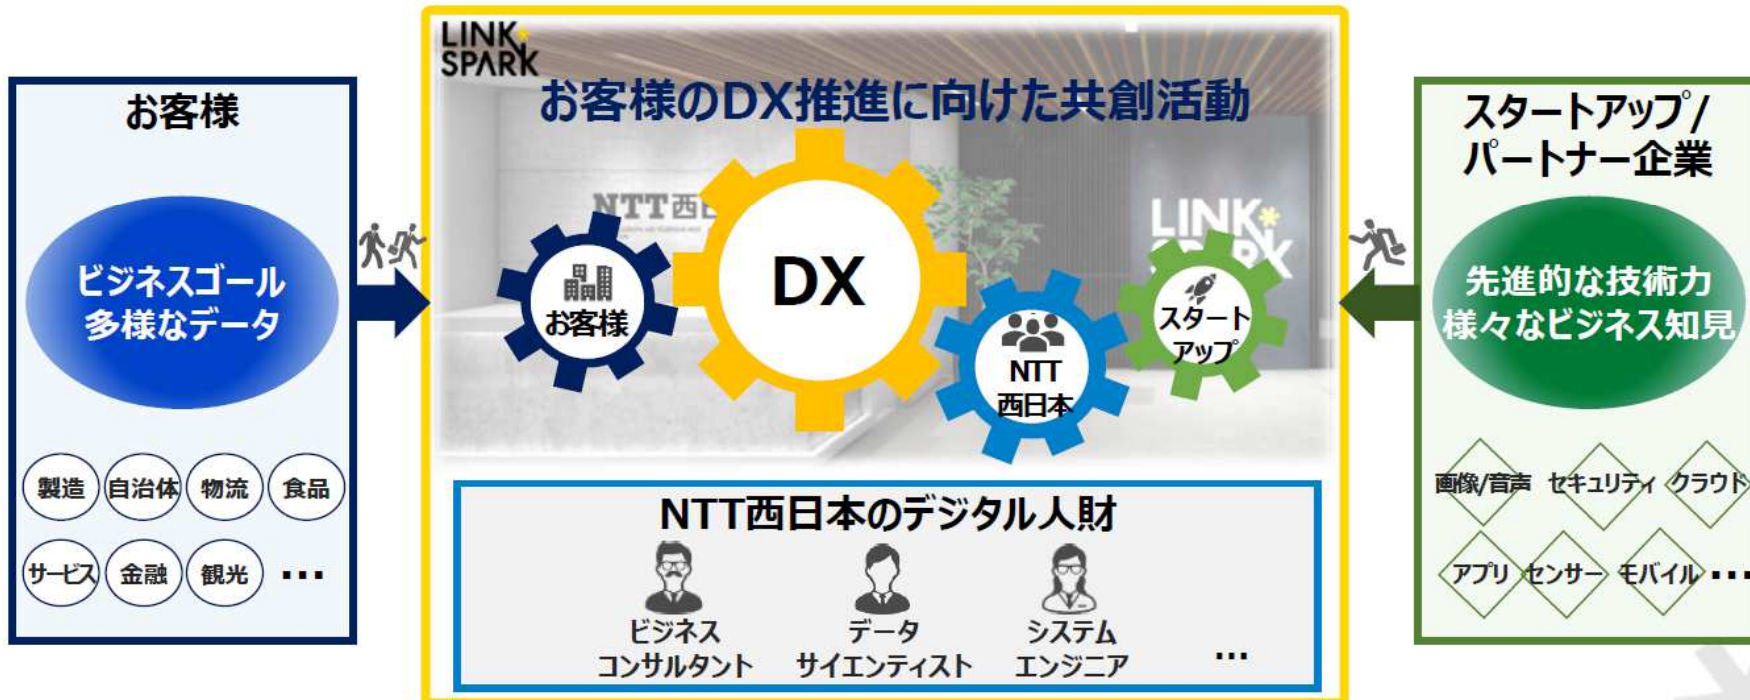 LINK*
SPARK
お客様のDX推進に向けた共創活動
お客様
ビジネスゴール
多様なデータ
製造
自治体
物流
食品
サービス
金融
観光
...
NTT西
LINK*
DX
お客様
NTT
西日本
スタート
アップ
NTT西日本のデジタル人財
ビジネス
コンサルタント
データ
サイエンティスト
システム
エンジニア
...
スタートアップ/
パートナー企業
先進的な技術力
様々なビジネス知見
画像/音声
セキュリティ
クラウド
アプリ
センサー
モバイル
...